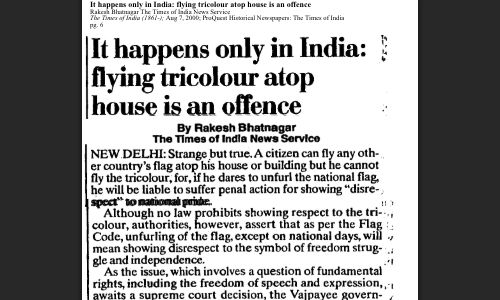 It happens only in India: flying tricolour atop house is an offence
Rakesh Bhatnagar The Times of India News Service
The Times of India (1861-); Aug 7, 2000; ProQuest Historical Newspapers: The Times of India
pg. 6
It happens only in India:
flying tricolour atop
house is an offence
By Rakesh Bhatnagar
The Times of India News Service
NEW DELHI: Strange but true. A citizen can fly any oth-
er country's flag atop his house or building but he cannot
fly the tricolour, for, if he dares to unfurl the national flag,
he will be liable to suffer penal action for showing "disre-
spect" to national pride.
Although no law prohibits showing respect to the tri-
colour, authorities, however, assert that as per the Flag
Code, unfurling of the flag, except on national days, will
mean showing disrespect to the symbol of freedom strug-
gle and independence.
As the issue, which involves a question of fundamental
rights, including the freedom of speech and expression,
awaits a supreme court decision, the Vajpayee govern-